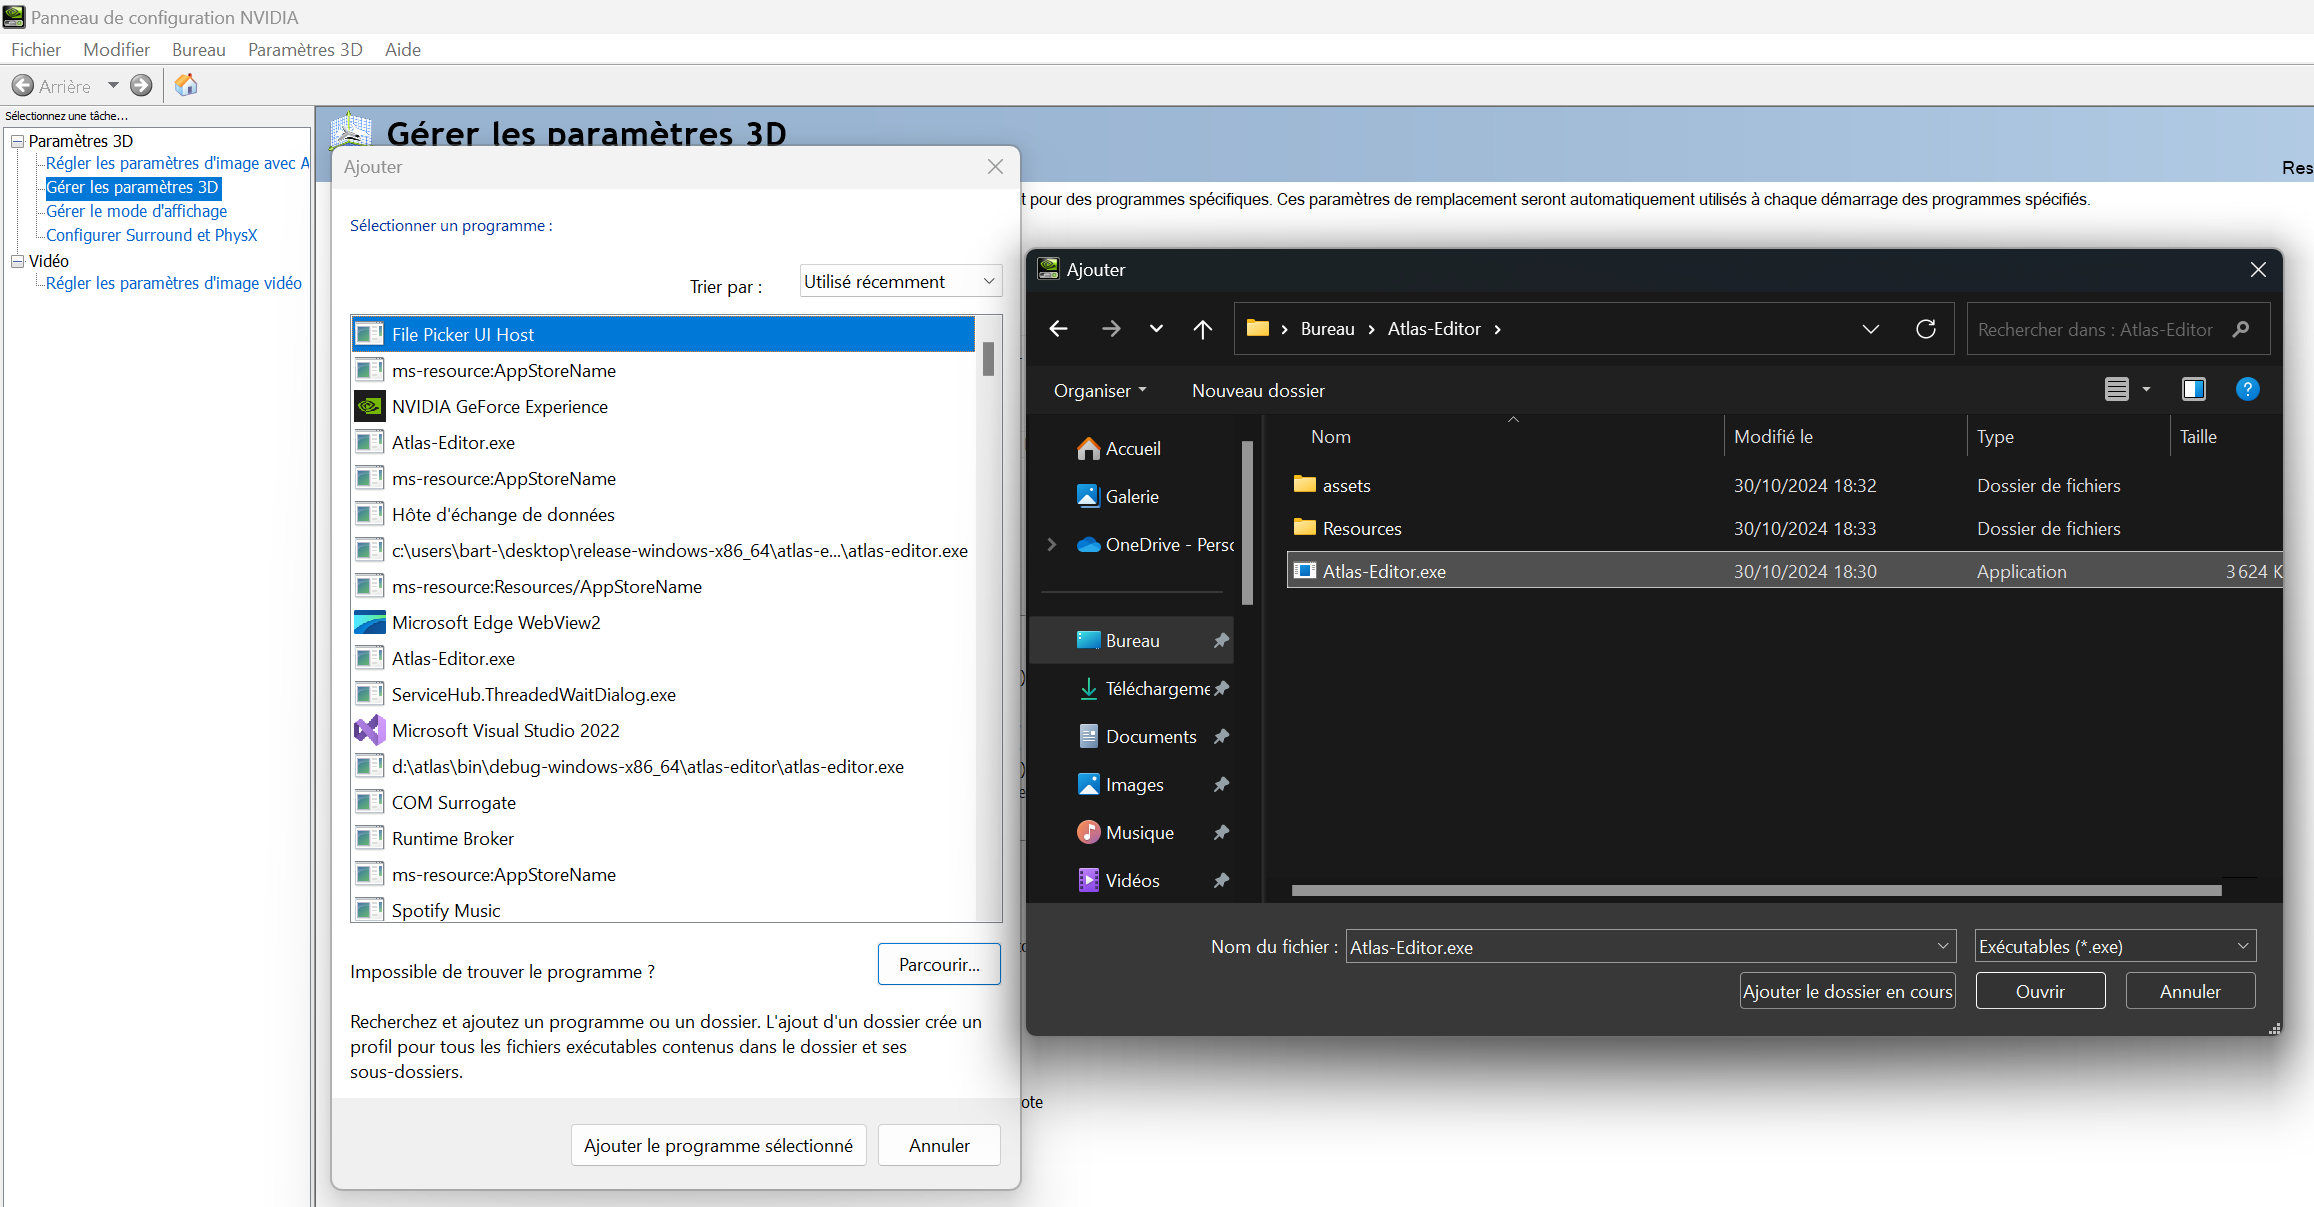 Panneau de configuration NVIDIA
Fichier Modifier Bureau Paramètres 3D Aide
Arrière
Sélectionnez une tâche...
Paramètres 3D
Régler les paramètres d'image avec A
Gérer les paramètres 3D
Gérer le mode d'affichage
Configurer Surround et PhysX
Vidéo
Régler les paramètres d'image vidéo
Gérer les paramètres 3D
Res
t pour des programmes spécifiques. Ces paramètres de remplacement seront automatiquement utilisés à chaque démarrage des programmes spécifiés.
Ajouter
Sélectionner un programme :
Trier par : Utilisé récemment
File Picker UI Host
ms-resource:AppStoreName
NVIDIA GeForce Experience
Atlas-Editor.exe
ms-resource:AppStoreName
Hôte d'échange de données
c:\users\bart-\desktop\release-windows-x86_64\atlas-e...\atlas-editor.exe
ms-resource:Resources/AppStoreName
Microsoft Edge WebView2
Atlas-Editor.exe
ServiceHub.ThreadedWaitDialog.exe
Microsoft Visual Studio 2022
d:\atlas\bin\debug-windows-x86_64\atlas-editor\atlas-editor.exe
COM Surrogate
Runtime Broker
ms-resource:AppStoreName
Spotify Music
Impossible de trouver le programme ? Parcourir...
Recherchez et ajoutez un programme ou un dossier. L'ajout d'un dossier crée un
profil pour tous les fichiers exécutables contenus dans le dossier et ses
sous-dossiers.
Ajouter le programme sélectionné Annuler
ote
Ajouter
Bureau Atlas-Editor
Rechercher dans : Atlas-Editor
Organiser Nouveau dossier
Accueil
Galerie
OneDrive - Perso
Bureau
Téléchargeme
Documents
Images
Musique
Vidéos
Nom Modifié le Type Taille
assets 30/10/2024 18:32 Dossier de fichiers
Resources 30/10/2024 18:33 Dossier de fichiers
Atlas-Editor.exe 30/10/2024 18:30 Application 3 624 K
Nom du fichier : Atlas-Editor.exe Exécutables (*.exe)
Ajouter le dossier en cours Ouvrir Annuler